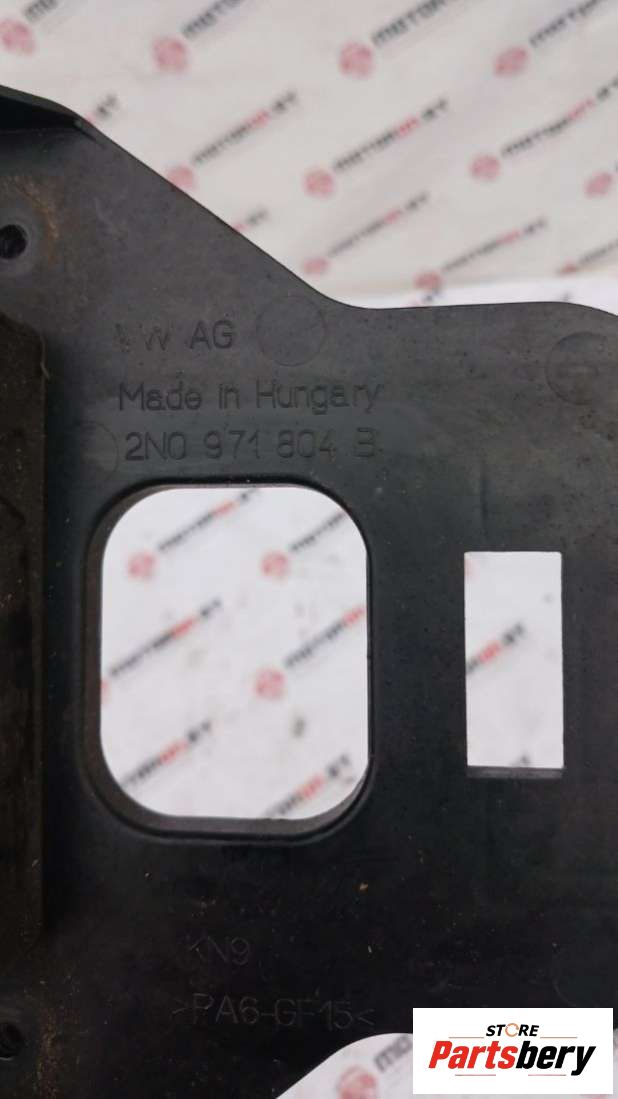 VW AG
Made in Hungary
2N0 971 804 B
KN9
>PA6-GF15<
STORE
Partsbery